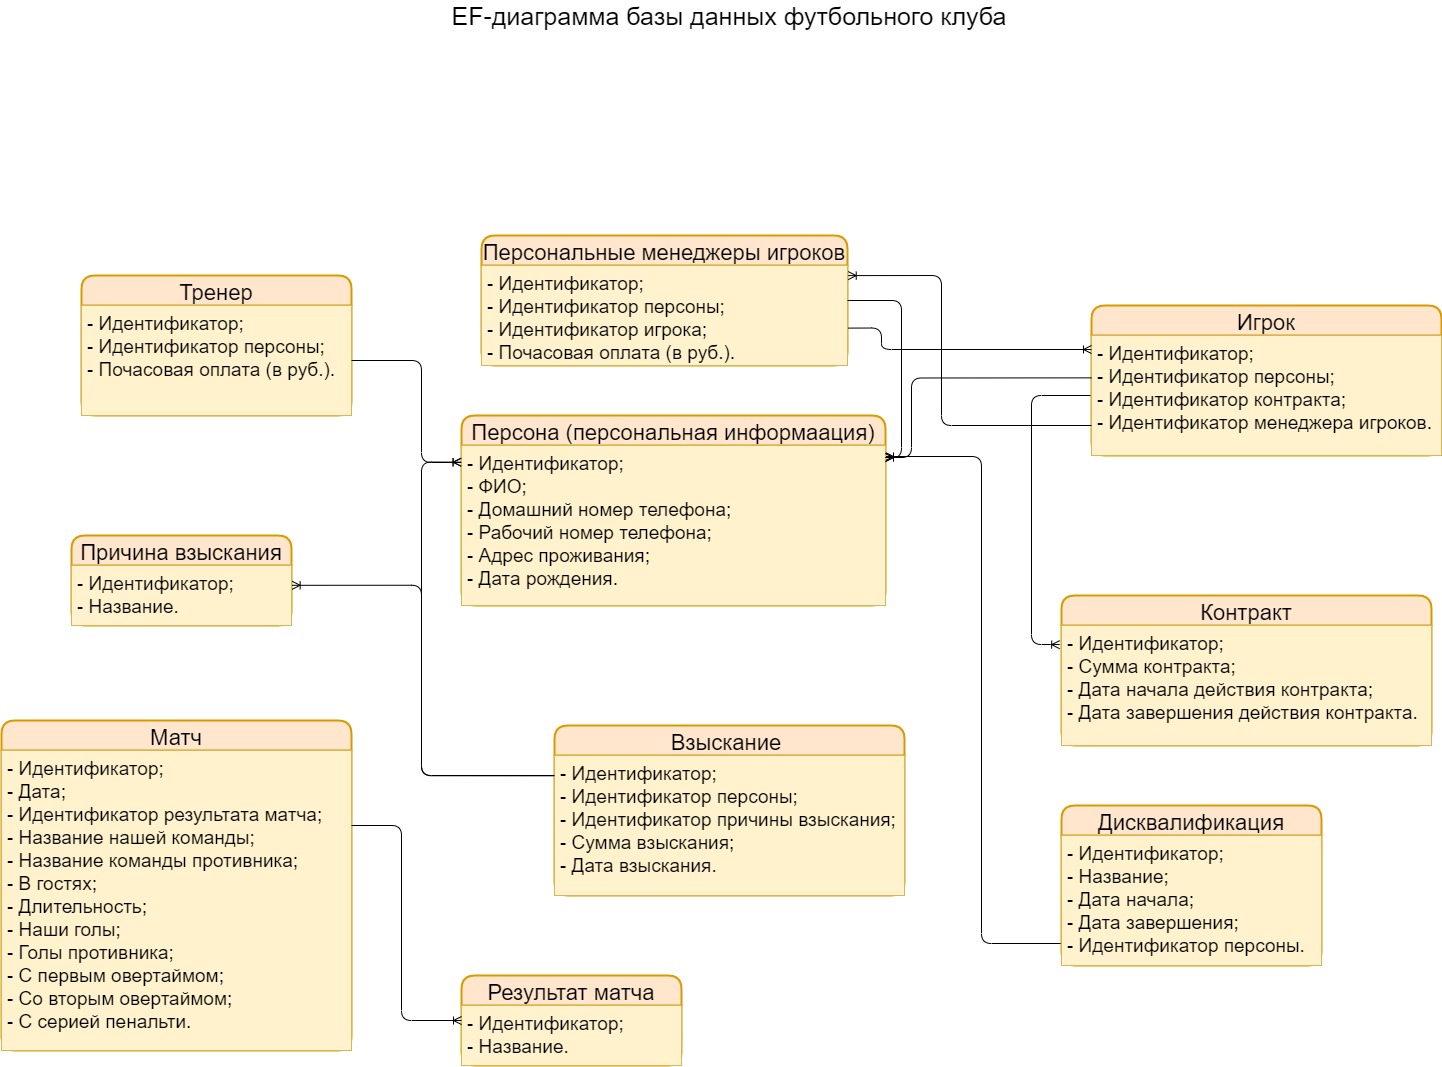 EF-диаграмма базы данных футбольного клуба
Персональные менеджеры игроков
- Идентификатор;
- Идентификатор персоны;
- Идентификатор игрока;
- Почасовая оплата (в руб.).
Тренер
- Идентификатор;
- Идентификатор персоны;
- Почасовая оплата (в руб.).
Игрок
- Идентификатор;
- Идентификатор персоны;
- Идентификатор контракта;
- Идентификатор менеджера игроков.
Персона (персональная информаация)
- Идентификатор;
- ФИО;
- Домашний номер телефона;
- Рабочий номер телефона;
- Адрес проживания;
- Дата рождения.
Причина взыскания
- Идентификатор;
- Название.
Контракт
- Идентификатор;
- Сумма контракта;
- Дата начала действия контракта;
- Дата завершения действия контракта.
Матч
- Идентификатор;
- Дата;
- Идентификатор результата матча;
- Название нашей команды;
- Название команды противника;
- В гостях;
- Длительность;
- Наши голы;
- Голы противника;
- С первым овертаймом;
- Со вторым овертаймом;
- С серией пенальти.
Взыскание
- Идентификатор;
- Идентификатор персоны;
- Идентификатор причины взыскания;
- Сумма взыскания;
- Дата взыскания.
Дисквалификация
- Идентификатор;
- Название;
- Дата начала;
- Дата завершения;
- Идентификатор персоны.
Результат матча
- Идентификатор;
- Название.